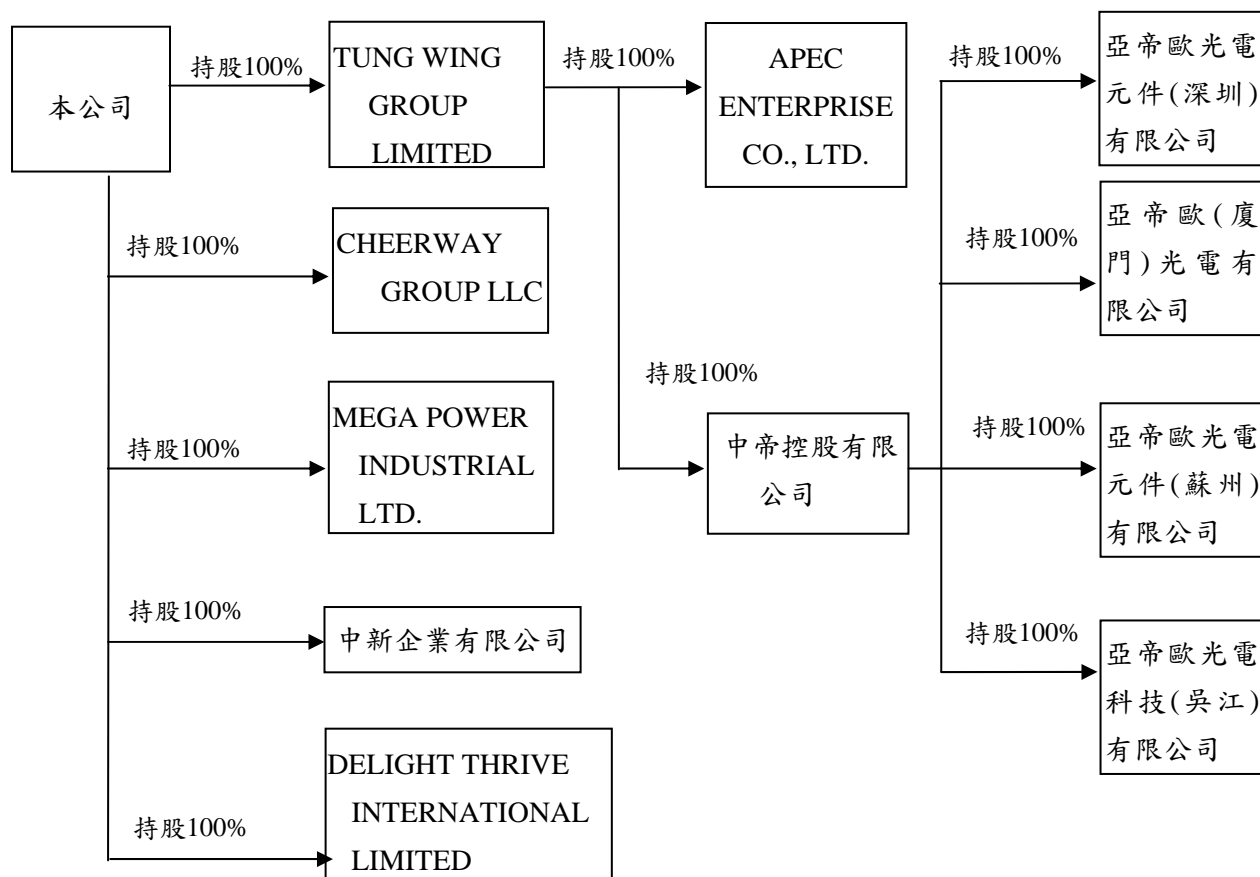 本公司
持股100%
TUNG WING
GROUP
LIMITED
持股100%
APEC
ENTERPRISE
CO., LTD.
持股100%
亞帝歐光電
元件(深圳)
有限公司
持股100%
CHEERWAY
GROUP LLC
持股100%
亞帝歐(廈
門)光電有
限公司
持股100%
MEGA POWER
INDUSTRIAL
LTD.
持股100%
中帝控股有限
公司
持股100%
亞帝歐光電
元件(蘇州)
有限公司
持股100%
中新企業有限公司
持股100%
亞帝歐光電
科技(吳江)
有限公司
持股100%
DELIGHT THRIVE
INTERNATIONAL
LIMITED